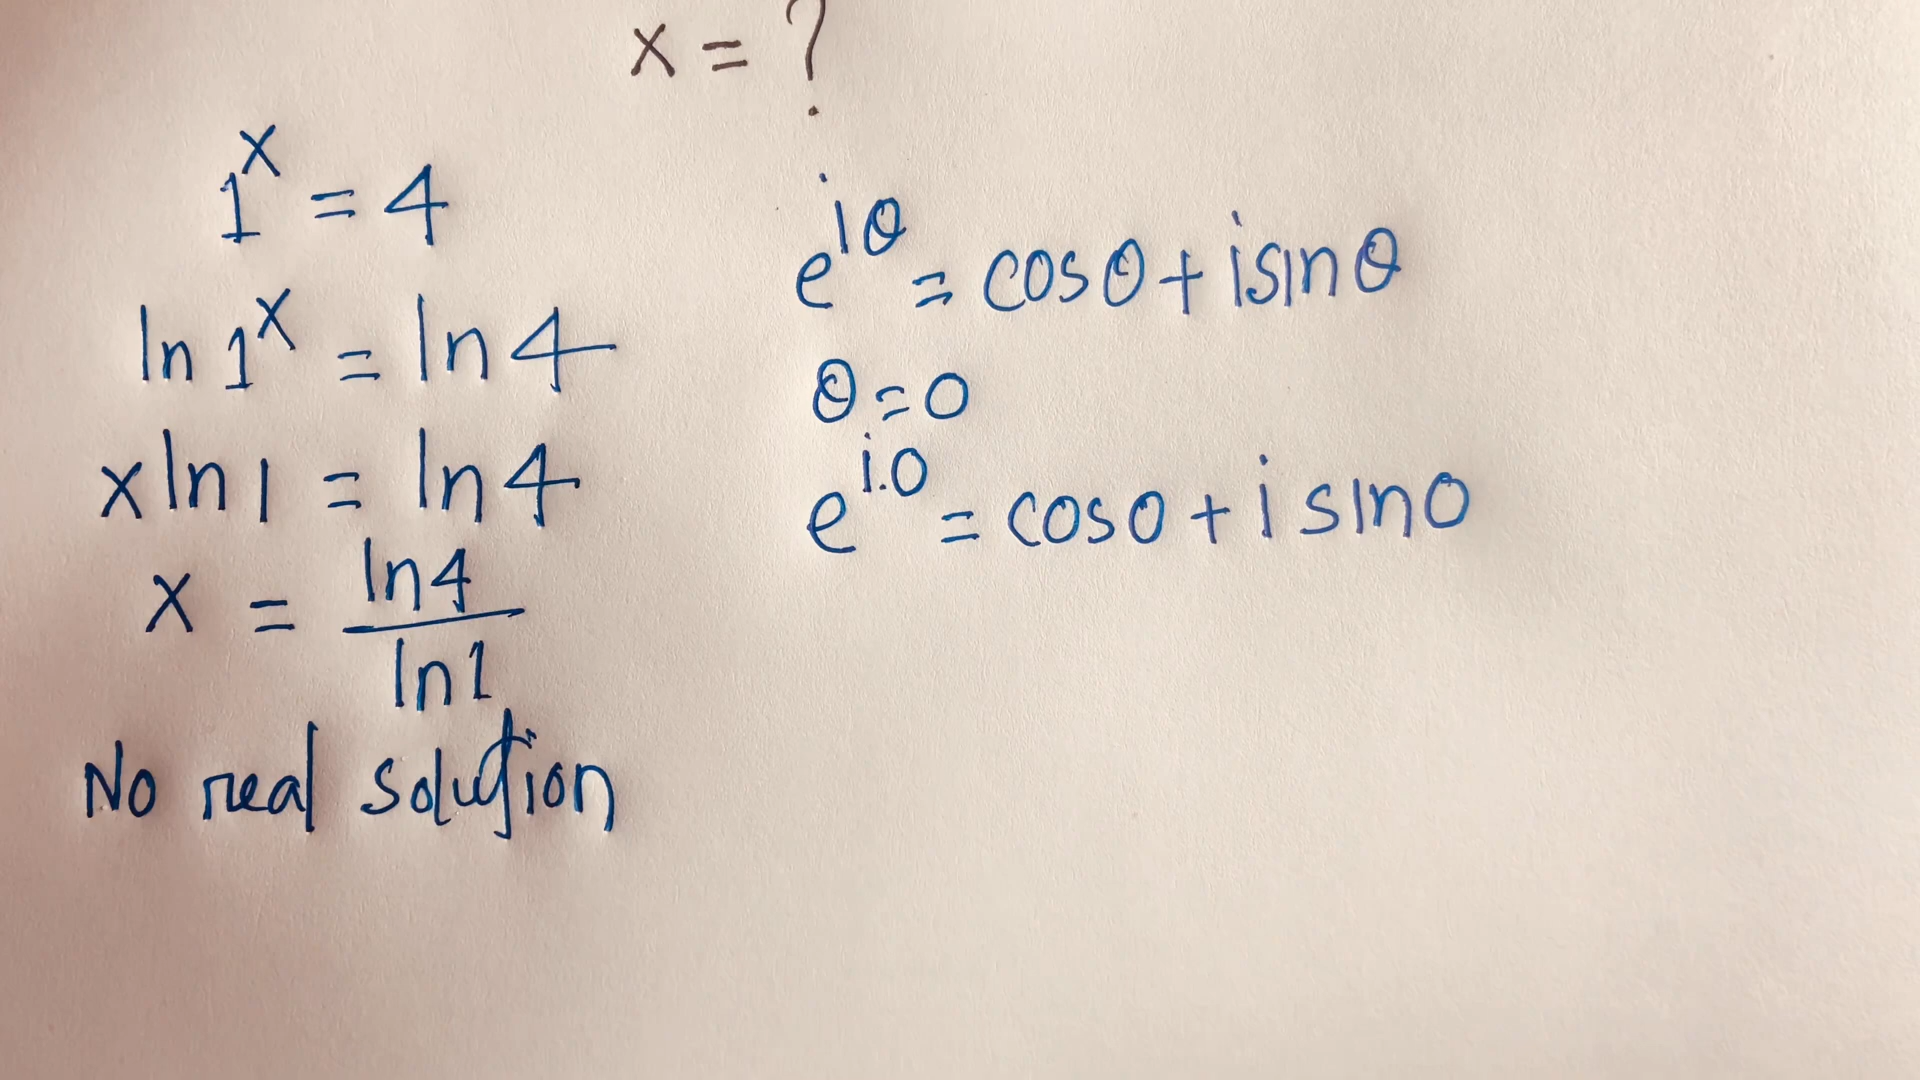 x = ?
1^x = 4
ln 1^x = ln 4
x ln 1 = ln 4
x = ln4 / ln1
No real solution
e^iθ = cosθ + isinθ
θ = 0
e^i.0 = cos0 + i sin0